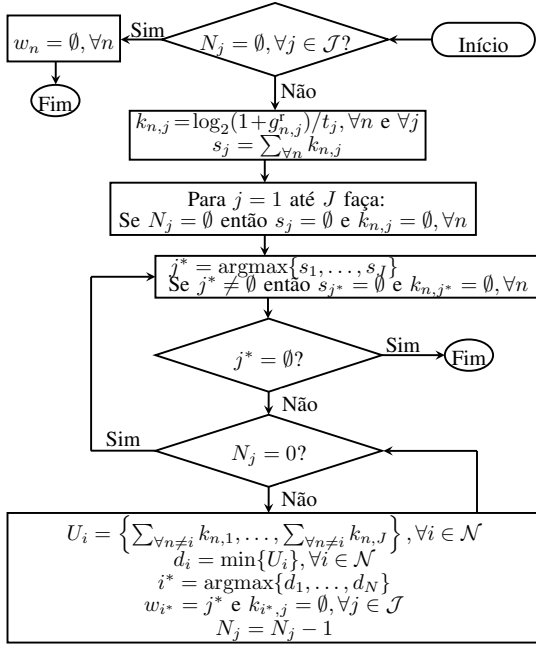 Início
N_j = ∅, ∀j ∈ 𝒥?
Sim
w_n = ∅, ∀n
Fim
Não
k_{n,j} = log_2(1+g^r_{n,j})/t_j, ∀n e ∀j
s_j = ∑_{∀n} k_{n,j}
Para j = 1 até J faça:
Se N_j = ∅ então s_j = ∅ e k_{n,j} = ∅, ∀n
j* = argmax{s_1, . . . , s_J}
Se j* ≠ ∅ então s_{j*} = ∅ e k_{n,j*} = ∅, ∀n
j* = ∅?
Sim
Fim
Não
N_j = 0?
Sim
Não
U_i = {∑_{∀n≠i} k_{n,1}, . . . , ∑_{∀n≠i} k_{n,J}}, ∀i ∈ 𝒩
d_i = min{U_i}, ∀i ∈ 𝒩
i* = argmax{d_1, . . . , d_N}
w_{i*} = j* e k_{i*,j} = ∅, ∀j ∈ 𝒥
N_j = N_j − 1